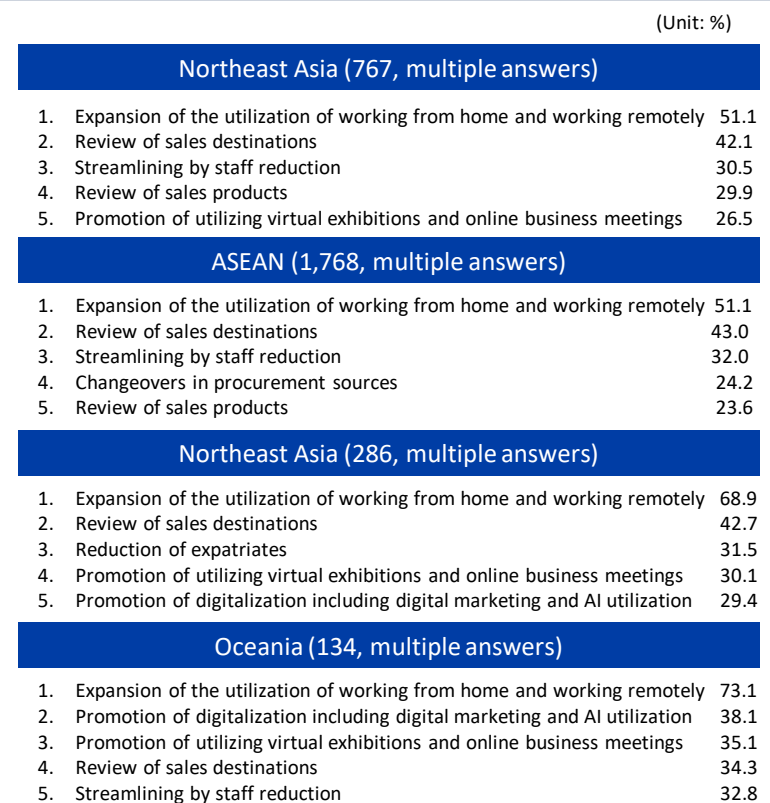 (Unit: %)
Northeast Asia (767, multiple answers)
1. Expansion of the utilization of working from home and working remotely 51.1
2. Review of sales destinations 42.1
3. Streamlining by staff reduction 30.5
4. Review of sales products 29.9
5. Promotion of utilizing virtual exhibitions and online business meetings 26.5
ASEAN (1,768, multiple answers)
1. Expansion of the utilization of working from home and working remotely 51.1
2. Review of sales destinations 43.0
3. Streamlining by staff reduction 32.0
4. Changeovers in procurement sources 24.2
5. Review of sales products 23.6
Northeast Asia (286, multiple answers)
1. Expansion of the utilization of working from home and working remotely 68.9
2. Review of sales destinations 42.7
3. Reduction of expatriates 31.5
4. Promotion of utilizing virtual exhibitions and online business meetings 30.1
5. Promotion of digitalization including digital marketing and AI utilization 29.4
Oceania (134, multiple answers)
1. Expansion of the utilization of working from home and working remotely 73.1
2. Promotion of digitalization including digital marketing and AI utilization 38.1
3. Promotion of utilizing virtual exhibitions and online business meetings 35.1
4. Review of sales destinations 34.3
5. Streamlining by staff reduction 32.8